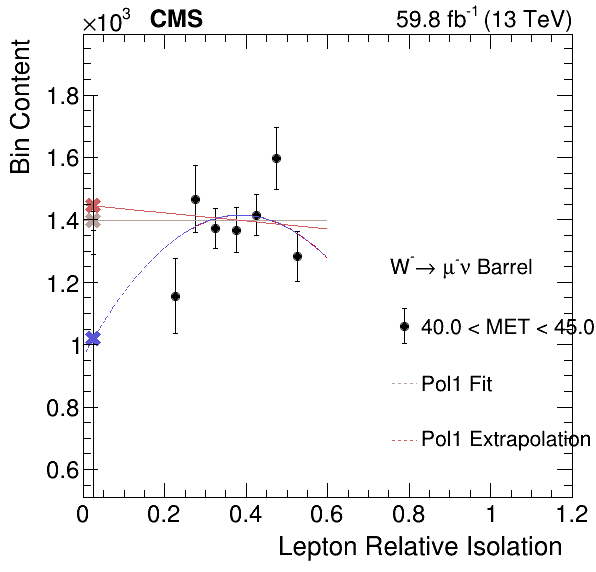 ×10³ CMS 59.8 fb⁻¹ (13 TeV)
Bin Content
1.8
1.6
1.4
1.2
1
0.8
0.6
W⁻→ μ⁻ν Barrel
40.0 < MET < 45.0
Pol1 Fit
Pol1 Extrapolation
0 0.2 0.4 0.6 0.8 1 1.2
Lepton Relative Isolation